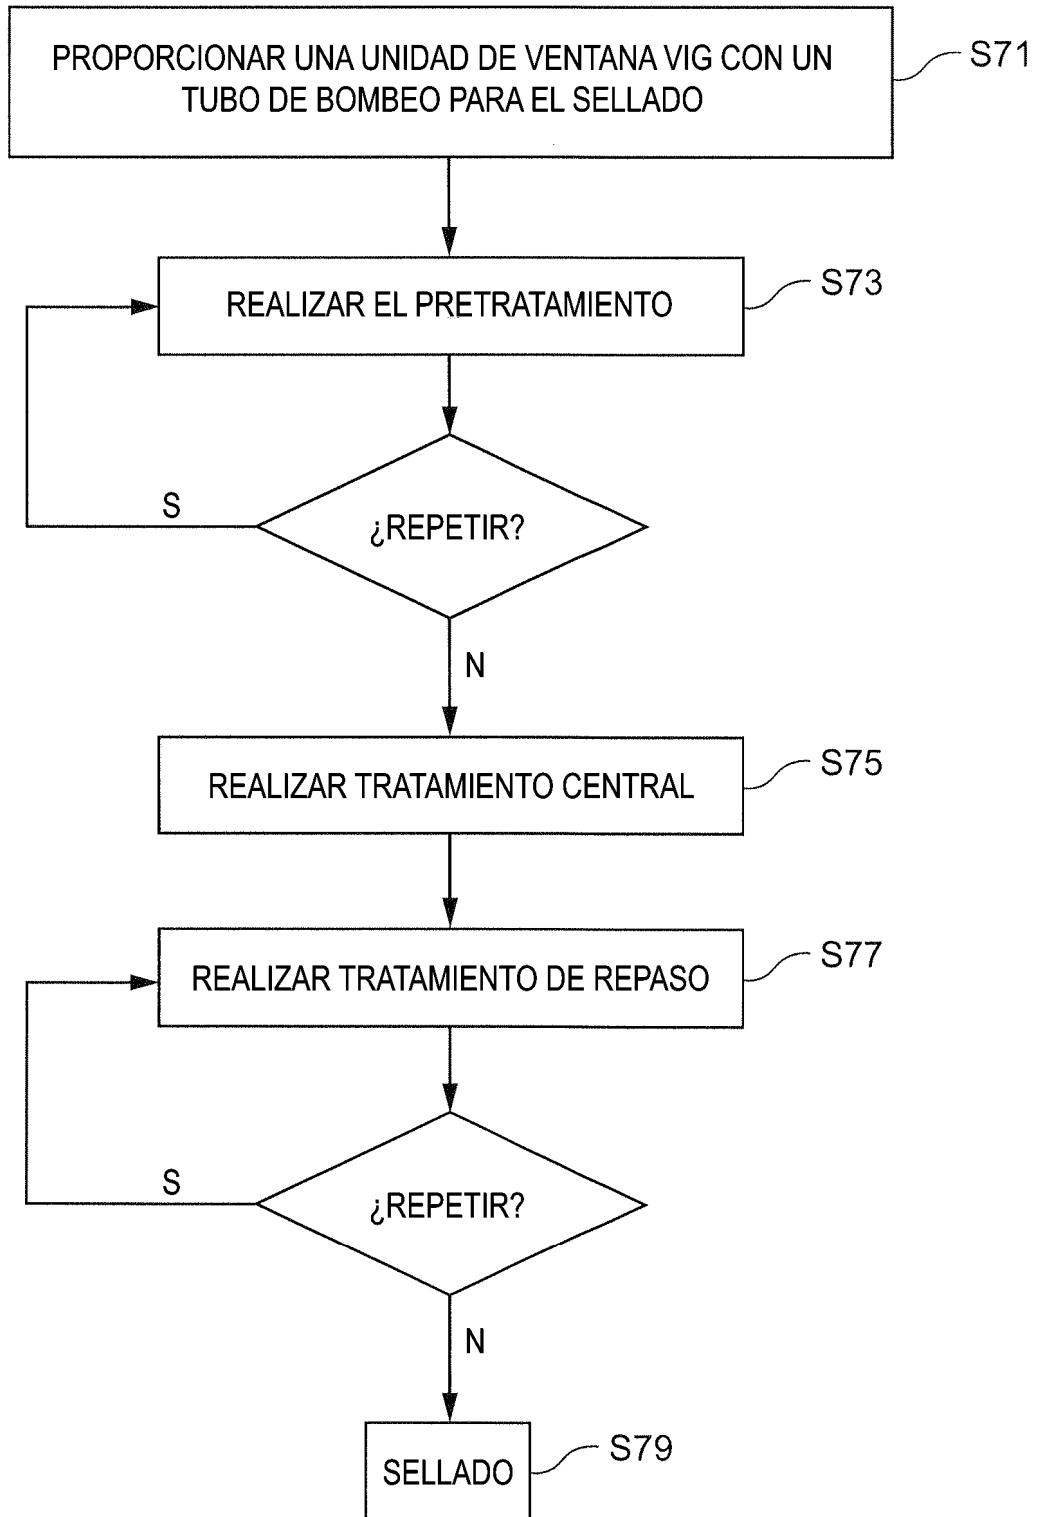 PROPORCIONAR UNA UNIDAD DE VENTANA VIG CON UN
TUBO DE BOMBEO PARA EL SELLADO
S71
REALIZAR EL PRETRATAMIENTO
S73
S
¿REPETIR?
N
REALIZAR TRATAMIENTO CENTRAL
S75
REALIZAR TRATAMIENTO DE REPASO
S77
S
¿REPETIR?
N
SELLADO
S79